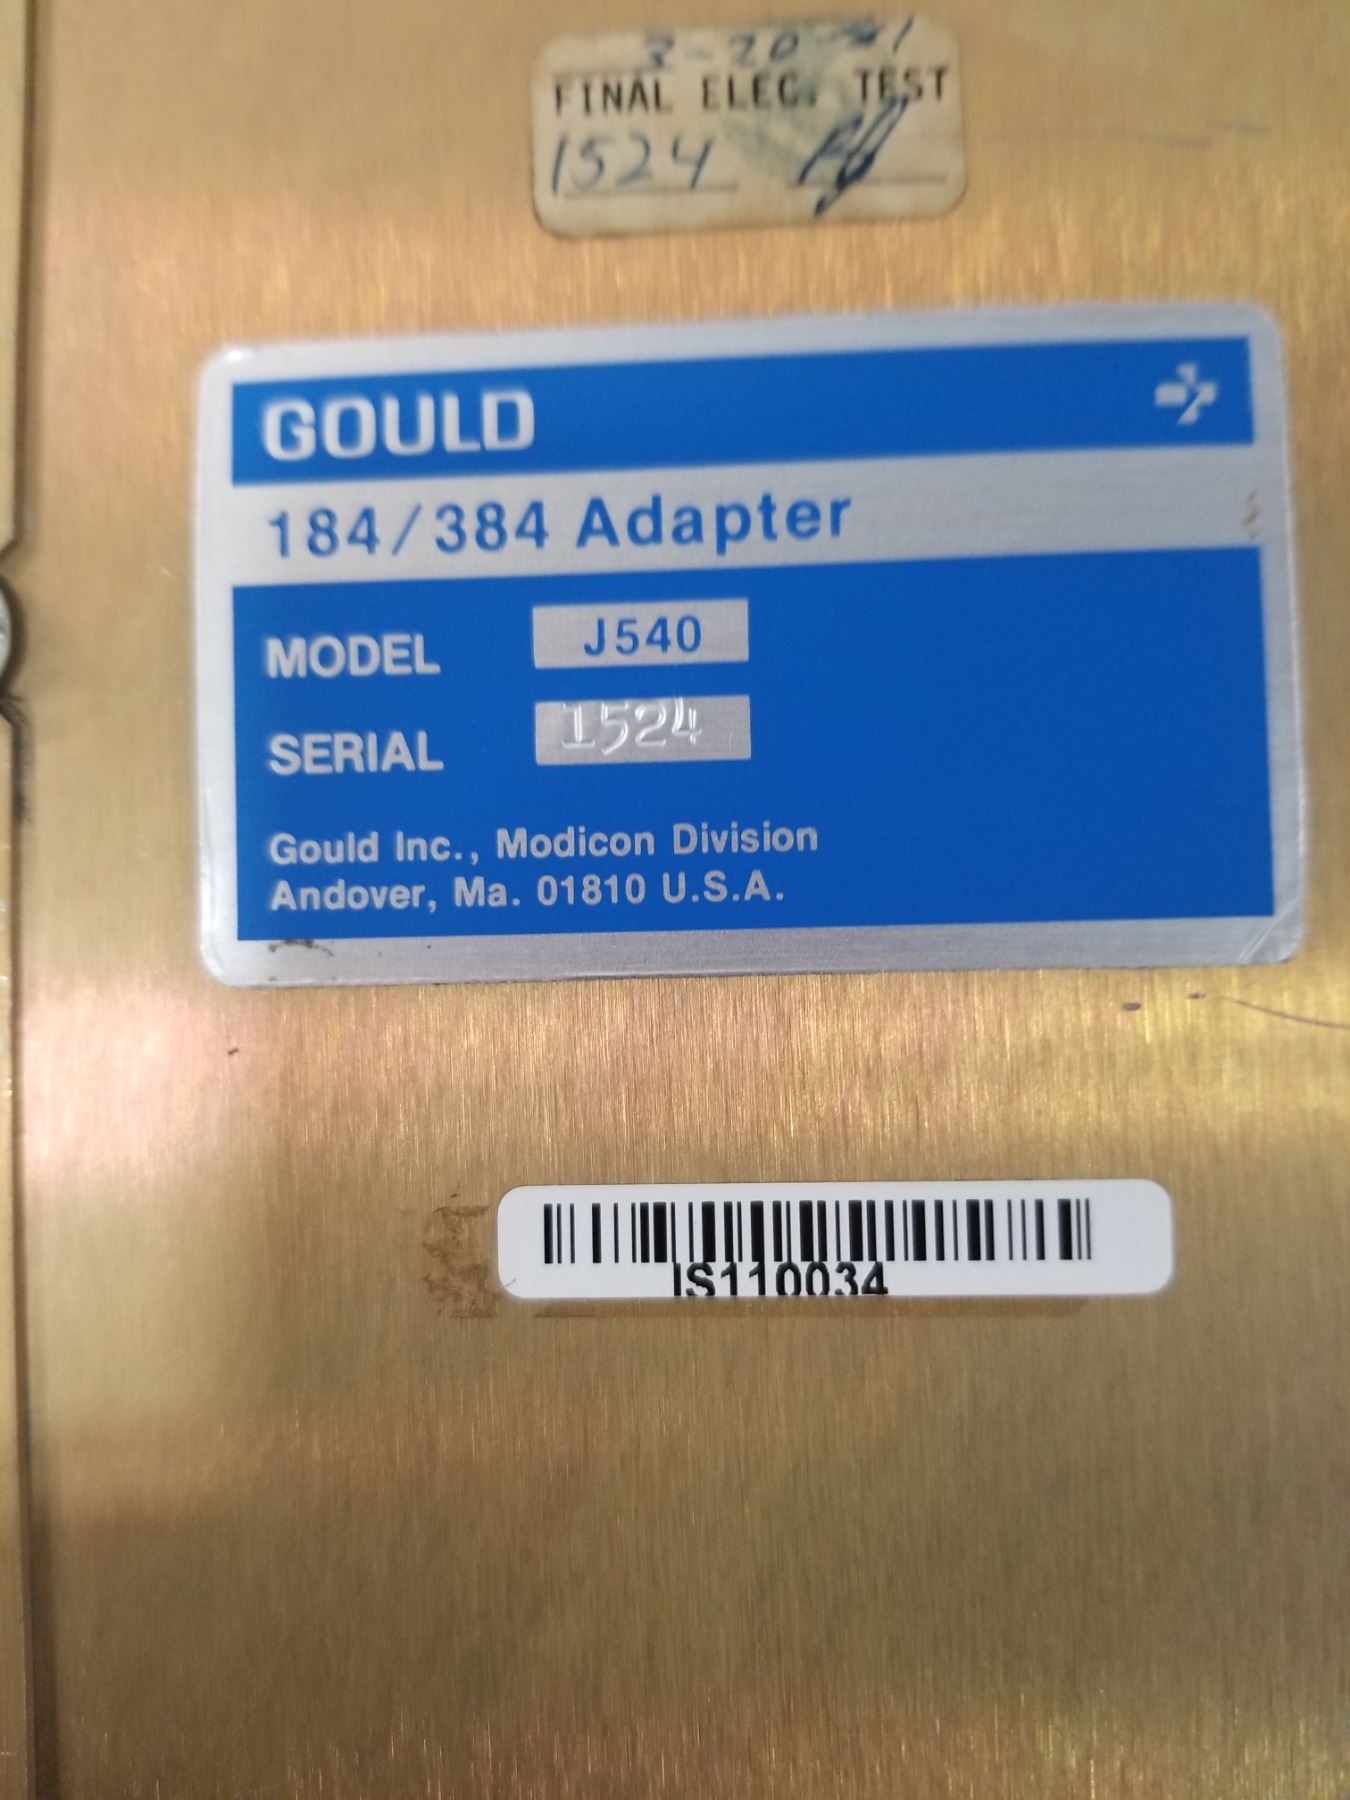 FINAL ELEC. TEST
1524
GOULD
184/384 Adapter
MODEL J540
SERIAL 1524
Gould Inc., Modicon Division
Andover, Ma. 01810 U.S.A.
IS110034